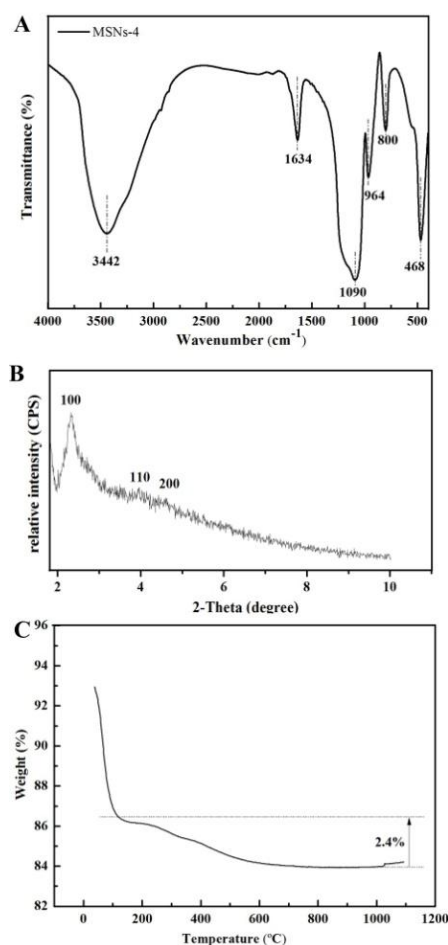 A
MSNs-4
Transmittance (%)
3442
1634
1090
964
800
468
4000 3500 3000 2500 2000 1500 1000 500
Wavenumber (cm⁻¹)
B
relative intensity (CPS)
100
110
200
2 4 6 8 10
2-Theta (degree)
C
Weight (%)
96
94
92
90
88
86
84
82
2.4%
0 200 400 600 800 1000 1200
Temperature (ºC)